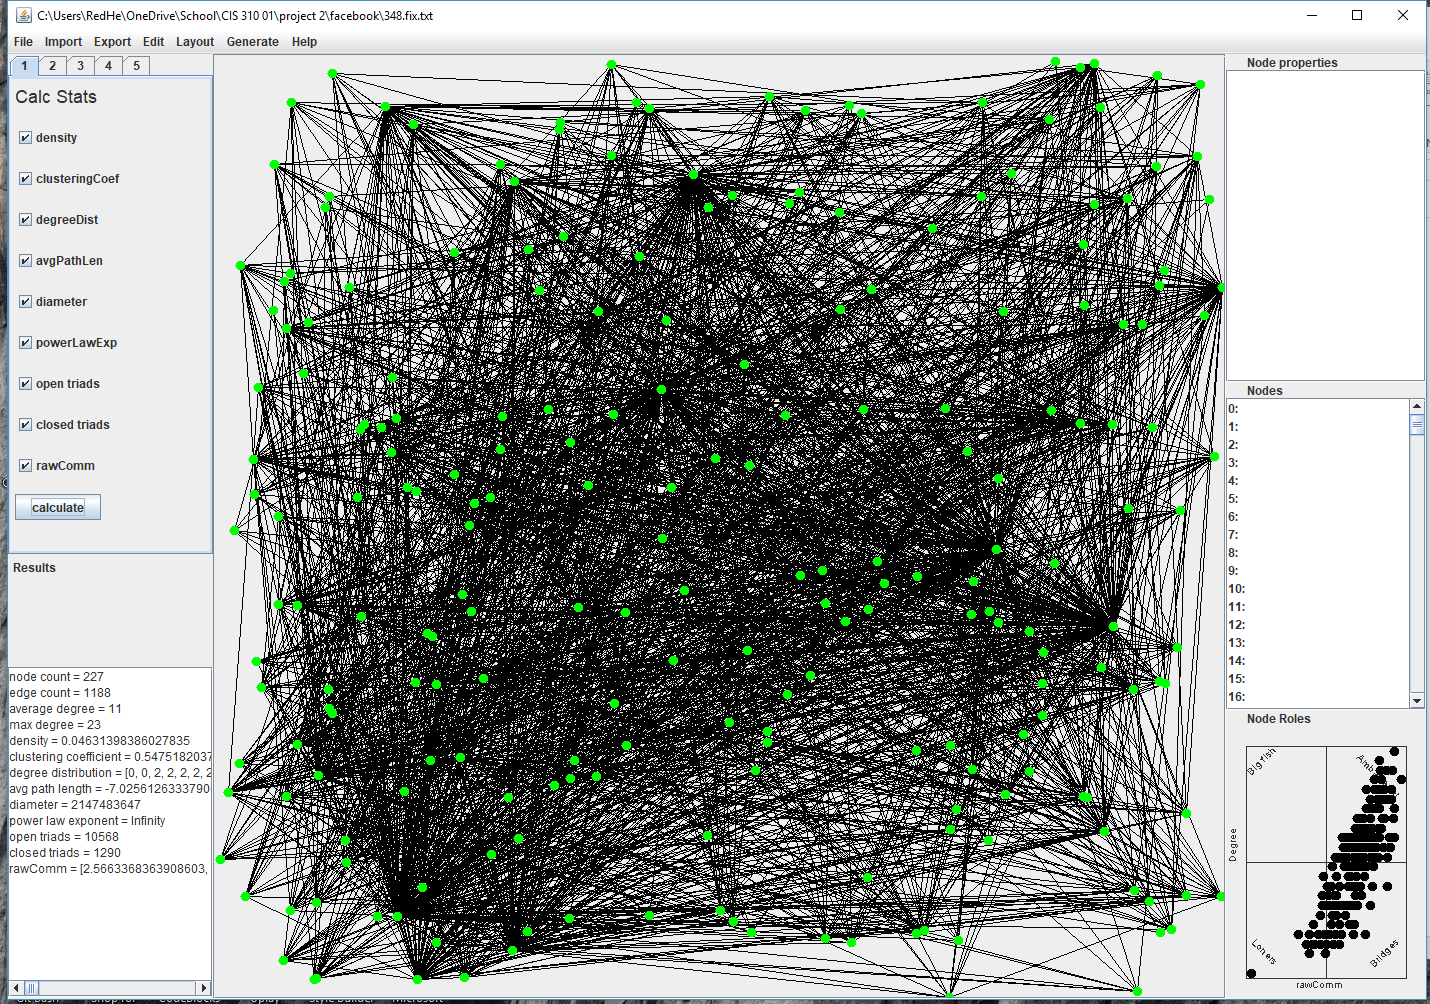 C:\Users\RedHe\OneDrive\School\CIS 310 01\project 2\facebook\348.fix.txt
File Import Export Edit Layout Generate Help
1 2 3 4 5
Calc Stats
density
clusteringCoef
degreeDist
avgPathLen
diameter
powerLawExp
open triads
closed triads
rawComm
calculate
Results
node count = 227
edge count = 1188
average degree = 11
max degree = 23
density = 0.04631398386027835
clustering coefficient = 0.5475182037
degree distribution = [0, 0, 2, 2, 2, 2, 2
avg path length = -7.0256126333790
diameter = 2147483647
power law exponent = Infinity
open triads = 10568
closed triads = 1290
rawComm = [2.5663368363908603,
Node properties
Nodes
0:
1:
2:
3:
4:
5:
6:
7:
8:
9:
10:
11:
12:
13:
14:
15:
16:
Node Roles
Big fish
Amb
Degree
Loners
Bridges
rawComm